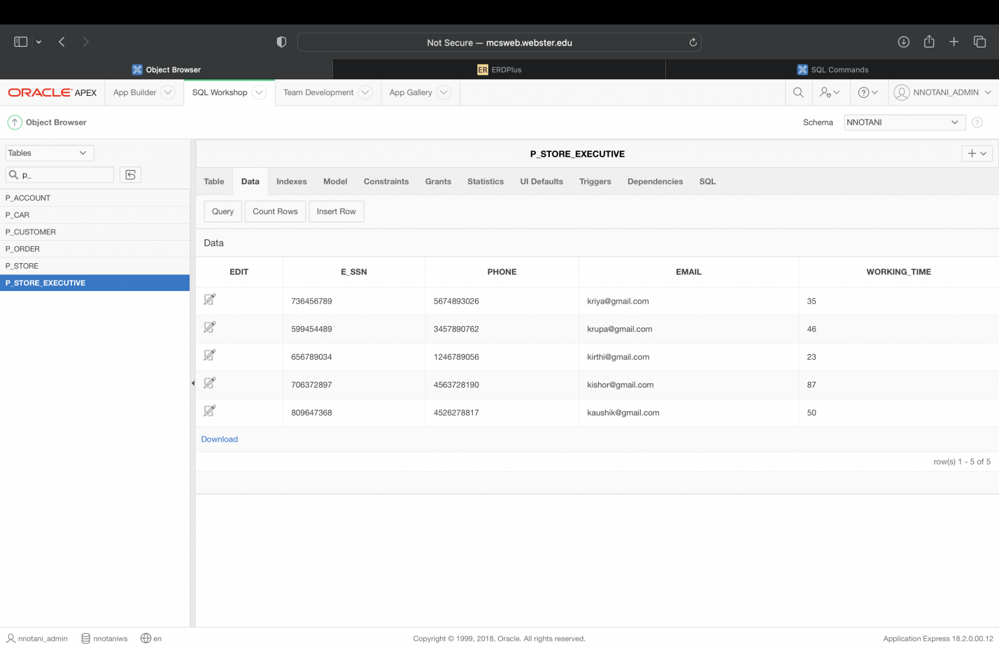 Not Secure — mcsweb.webster.edu
Object Browser
ERDPlus
SQL Commands
ORACLE APEX App Builder SQL Workshop Team Development App Gallery NNOTANI_ADMIN
Object Browser
Schema NNOTANI
Tables
p_
P_ACCOUNT
P_CAR
P_CUSTOMER
P_ORDER
P_STORE
P_STORE_EXECUTIVE
P_STORE_EXECUTIVE
Table Data Indexes Model Constraints Grants Statistics UI Defaults Triggers Dependencies SQL
Query Count Rows Insert Row
Data
EDIT E_SSN PHONE EMAIL WORKING_TIME
736456789 5674893026 kriya@gmail.com 35
599454489 3457890762 krupa@gmail.com 46
656789034 1246789056 kirthi@gmail.com 23
706372897 4563728190 kishor@gmail.com 87
809647368 4526278817 kaushik@gmail.com 50
Download
row(s) 1 - 5 of 5
nnotani_admin nnotaniws en
Copyright © 1999, 2018, Oracle. All rights reserved.
Application Express 18.2.0.00.12